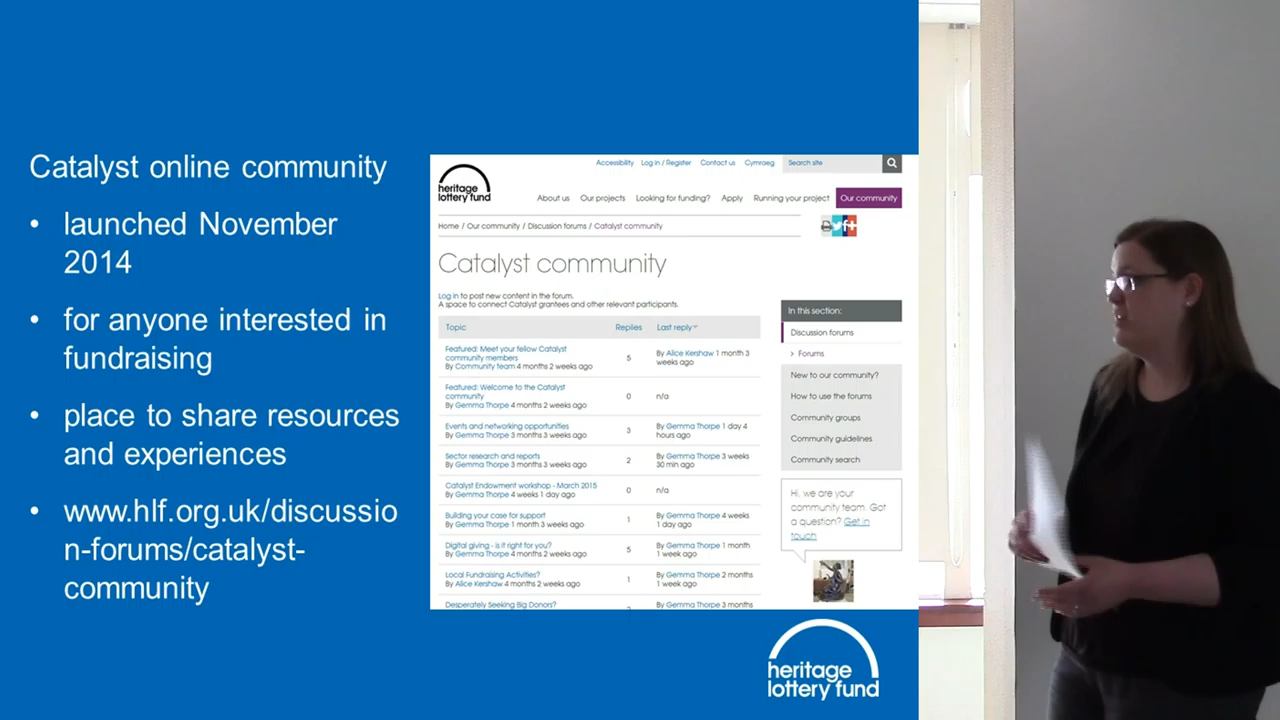 Catalyst online community
• launched November
2014
• for anyone interested in
fundraising
• place to share resources
and experiences
• www.hlf.org.uk/discussio
n-forums/catalyst-
community
heritage
lottery fund
Accessibility Log in / Register Contact us Cymraeg Search site
About us Our projects Looking for funding? Apply Running your project Our community
Home / Our community / Discussion forums / Catalyst community
Catalyst community
Log in to post new content in the forum.
A space to connect Catalyst grantees and other relevant participants.
Topic Replies Last reply
Featured: Meet your fellow Catalyst
community members
By Community team 4 months 2 weeks ago
5
By Alice Kershaw 1 month 3
weeks ago
Featured: Welcome to the Catalyst
community
By Gemma Thorpe 4 months 2 weeks ago
0
n/a
Events and networking opportunities
By Gemma Thorpe 3 months 3 weeks ago
3
By Gemma Thorpe 1 day 4
hours ago
Sector research and reports
By Gemma Thorpe 3 months 3 weeks ago
2
By Gemma Thorpe 3 weeks
30 min ago
Catalyst Endowment workshop - March 2015
By Gemma Thorpe 4 weeks 1 day ago
0
n/a
Building your case for support
By Gemma Thorpe 1 month 3 weeks ago
1
By Gemma Thorpe 4 weeks
1 day ago
Digital giving - is it right for you?
By Gemma Thorpe 4 months 2 weeks ago
5
By Gemma Thorpe 1 month
1 week ago
Local Fundraising Activities?
By Alice Kershaw 4 months 2 weeks ago
1
By Gemma Thorpe 2 months
1 week ago
Desperately Seeking Big Donors?
By Gemma Thorpe 3 months
In this section:
Discussion forums
> Forums
New to our community?
How to use the forums
Community groups
Community guidelines
Community search
Hi, we are your
community team. Got
a question? Get in
touch
heritage
lottery fund